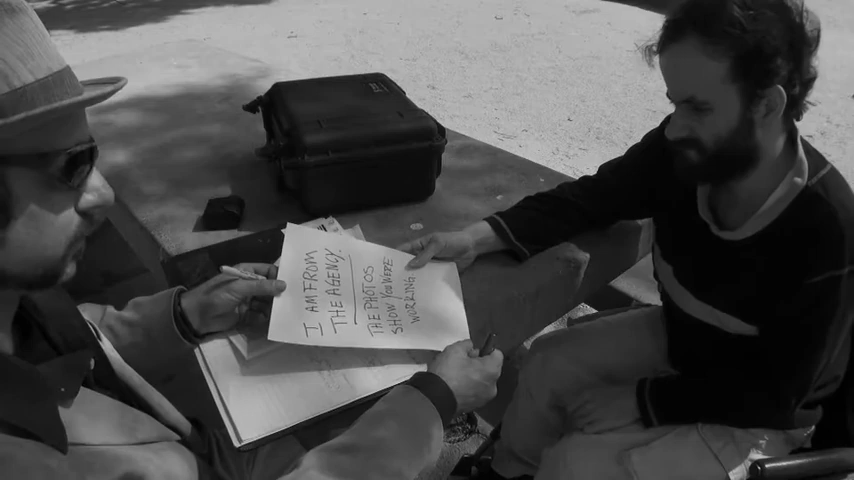 I AM FROM
THE AGENCY.
THE PHOTOS
SHOW YOU WERE
WORKING